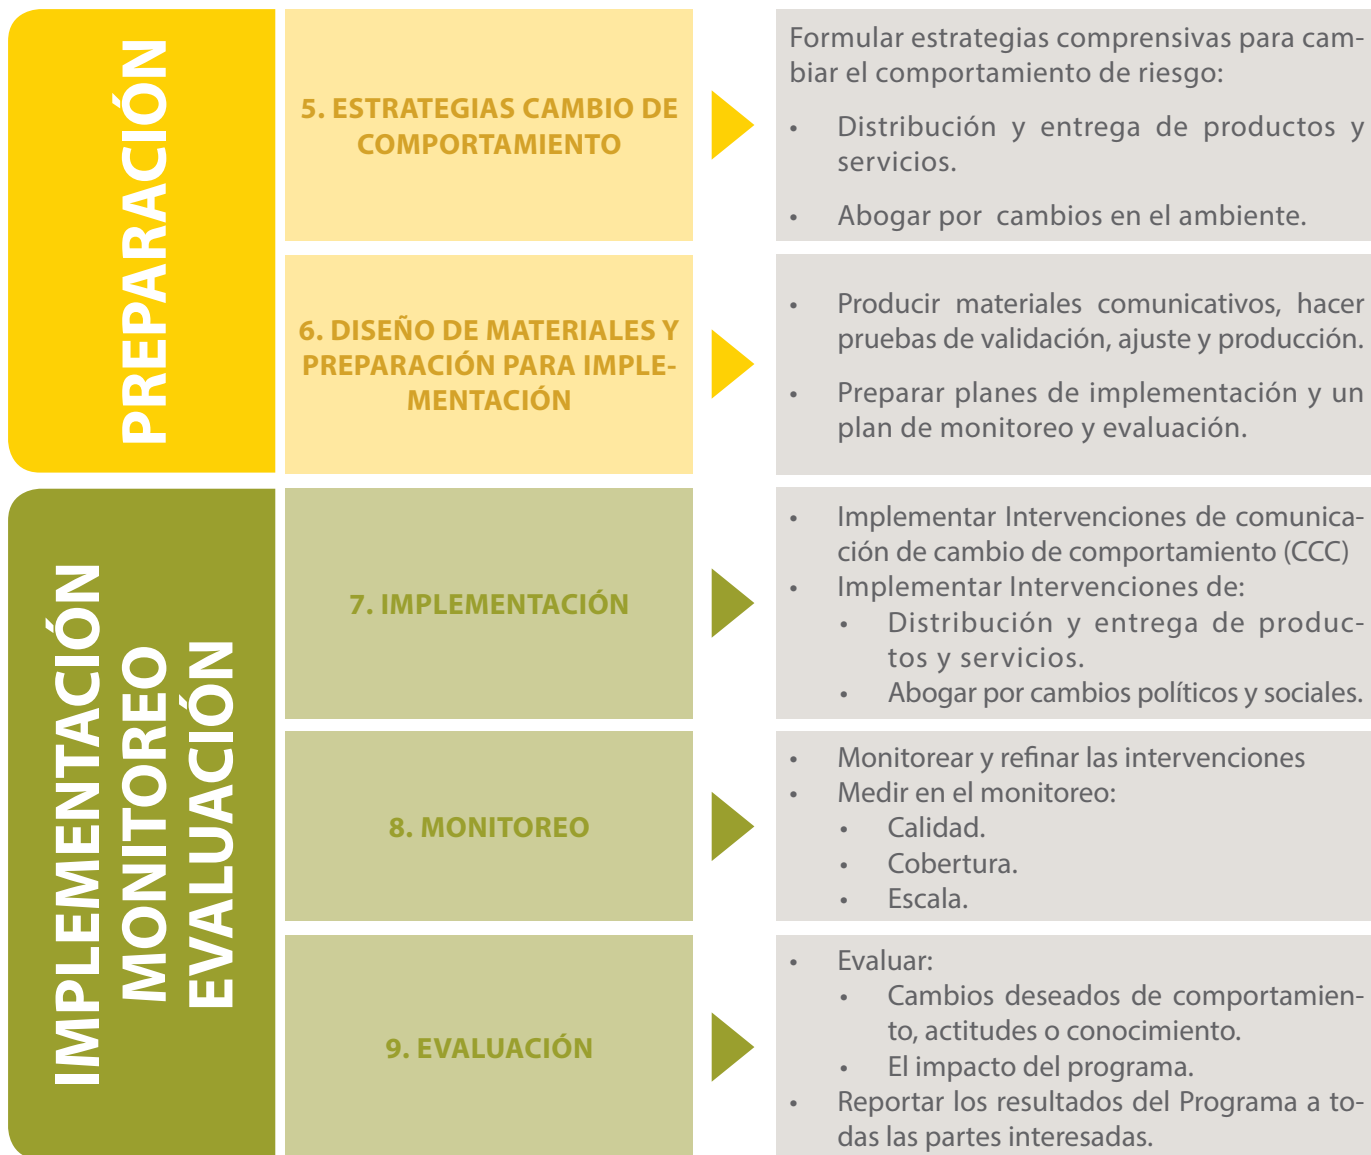 PREPARACIÓN
5. ESTRATEGIAS CAMBIO DE
COMPORTAMIENTO
Formular estrategias comprensivas para cam-
biar el comportamiento de riesgo:
• Distribución y entrega de productos y
servicios.
• Abogar por cambios en el ambiente.
6. DISEÑO DE MATERIALES Y
PREPARACIÓN PARA IMPLE-
MENTACIÓN
• Producir materiales comunicativos, hacer
pruebas de validación, ajuste y producción.
• Preparar planes de implementación y un
plan de monitoreo y evaluación.
IMPLEMENTACIÓN
MONITOREO
EVALUACIÓN
7. IMPLEMENTACIÓN
• Implementar Intervenciones de comunica-
ción de cambio de comportamiento (CCC)
• Implementar Intervenciones de:
• Distribución y entrega de produc-
tos y servicios.
• Abogar por cambios políticos y sociales.
8. MONITOREO
• Monitorear y refinar las intervenciones
• Medir en el monitoreo:
• Calidad.
• Cobertura.
• Escala.
9. EVALUACIÓN
• Evaluar:
• Cambios deseados de comportamien-
to, actitudes o conocimiento.
• El impacto del programa.
• Reportar los resultados del Programa a to-
das las partes interesadas.